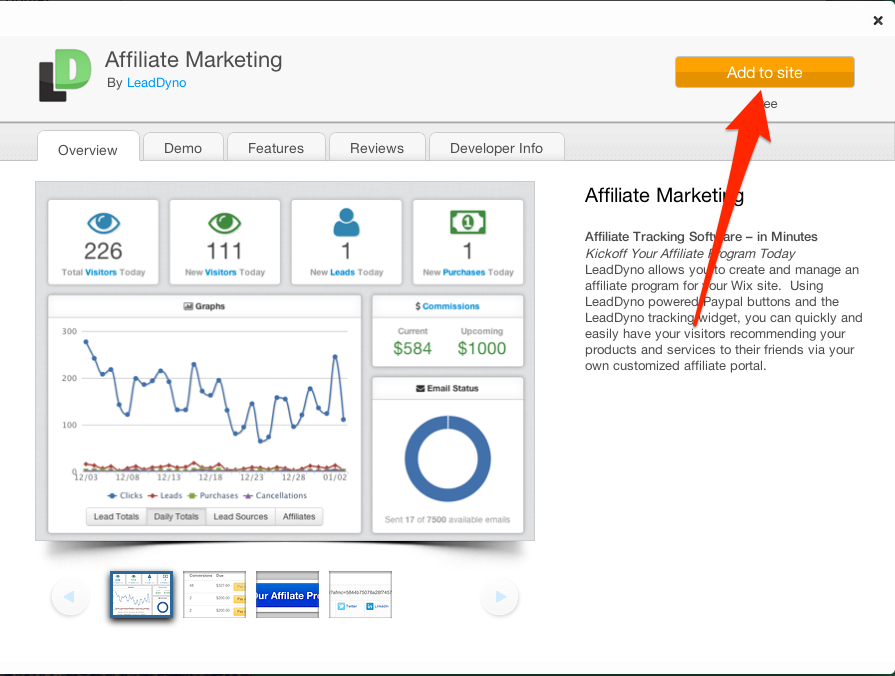 Affiliate Marketing
By LeadDyno
Add to site
Overview
Demo
Features
Reviews
Developer Info
226
Total Visitors Today
111
New Visitors Today
1
New Leads Today
1
New Purchases Today
Graphs
300
200
100
0
12/03 12/08 12/13 12/18 12/23 12/28 01/02
Clicks Leads Purchases Cancellations
Lead Totals Daily Totals Lead Sources Affiliates
$ Commissions
Current Upcoming
$584 $1000
Email Status
Sent 17 of 7500 available emails
Affiliate Marketing
Affiliate Tracking Software – in Minutes
Kickoff Your Affiliate Program Today
LeadDyno allows you to create and manage an
affiliate program for your Wix site. Using
LeadDyno powered Paypal buttons and the
LeadDyno tracking widget, you can quickly and
easily have your visitors recommending your
products and services to their friends via your
own customized affiliate portal.
Our Affilate Pro
Twitter LinkedIn